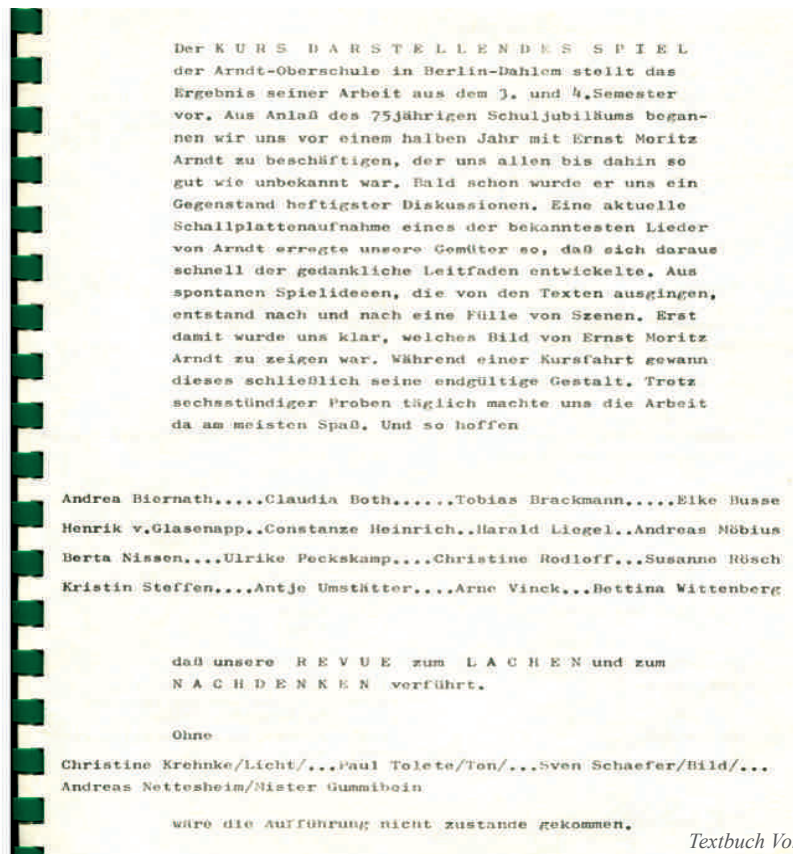 Der K U R S  D A R S T E L L E N D E S  S P I E L
der Arndt-Oberschule in Berlin-Dahlem stellt das
Ergebnis seiner Arbeit aus dem 3. und 4.Semester
vor. Aus Anlaß des 75jährigen Schuljubiläums began-
nen wir uns vor einem halben Jahr mit Ernst Moritz
Arndt zu beschäftigen, der uns allen bis dahin so
gut wie unbekannt war. Bald schon wurde er uns ein
Gegenstand heftigster Diskussionen. Eine aktuelle
Schallplattenaufnahme eines der bekanntesten Lieder
von Arndt erregte unsere Gemüter so, daß sich daraus
schnell der gedankliche Leitfaden entwickelte. Aus
spontanen Spielideeen, die von den Texten ausgingen,
entstand nach und nach eine Fülle von Szenen. Erst
damit wurde uns klar, welches Bild von Ernst Moritz
Arndt zu zeigen war. Während einer Kursfahrt gewann
dieses schließlich seine endgültige Gestalt. Trotz
sechsstündiger Proben täglich machte uns die Arbeit
da am meisten Spaß. Und so hoffen
Andrea Biernath.....Claudia Both......Tobias Brackmann.....Elke Busse
Henrik v.Glasenapp..Constanze Heinrich..Harald Liegel..Andreas Möbius
Berta Nissen....Ulrike Peckskamp....Christine Rodloff...Susanne Rösch
Kristin Steffen....Antje Umstätter....Arne Vinck...Bettina Wittenberg
daß unsere R E V U E zum L A C H E N und zum
N A C H D E N K E N verführt.
Ohne
Christine Krehnke/Licht/...Paul Tolete/Ton/...Sven Schaefer/Bild/...
Andreas Nettesheim/Mister Gummibein
wäre die Aufführung nicht zustande gekommen.
Textbuch Vo